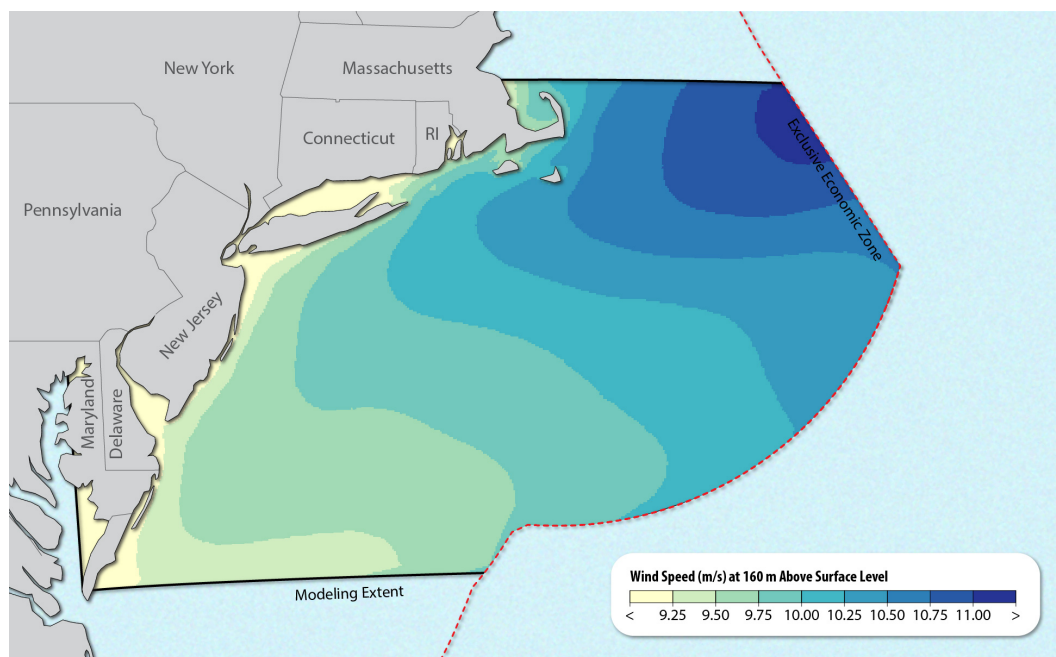 New York
Massachusetts
Connecticut
RI
Pennsylvania
Exclusive Economic Zone
New Jersey
Maryland
Delaware
Modeling Extent
Wind Speed (m/s) at 160 m Above Surface Level
< 9.25 9.50 9.75 10.00 10.25 10.50 10.75 11.00 >